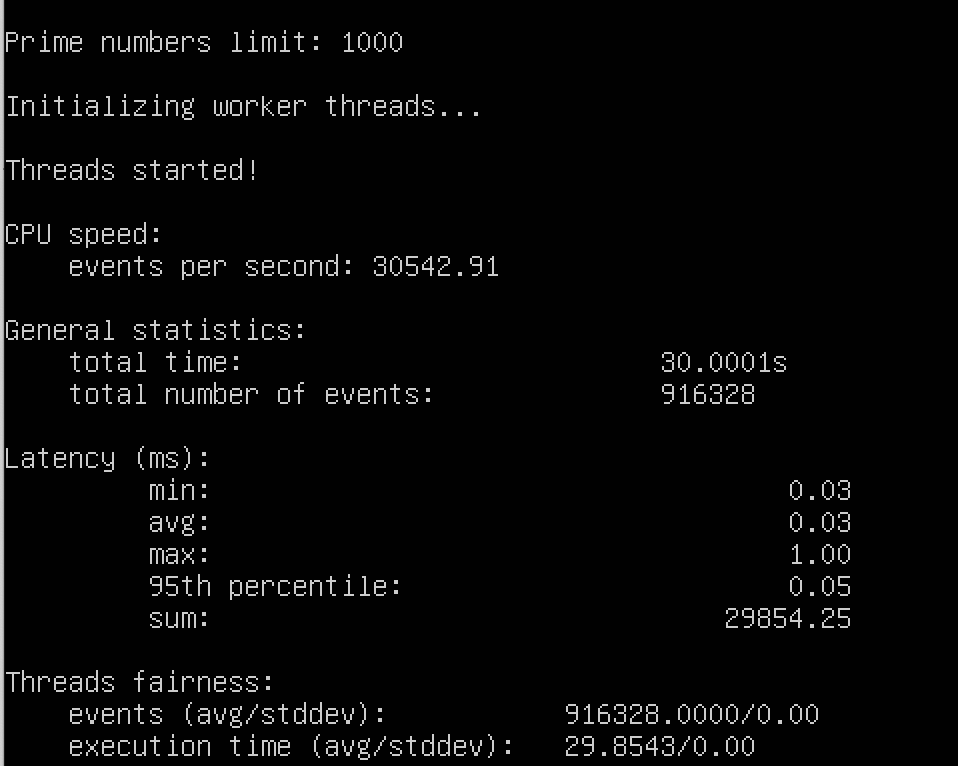 Prime numbers limit: 1000
Initializing worker threads...
Threads started!
CPU speed:
events per second: 30542.91
General statistics:
total time: 30.0001s
total number of events: 916328
Latency (ms):
min: 0.03
avg: 0.03
max: 1.00
95th percentile: 0.05
sum: 29854.25
Threads fairness:
events (avg/stddev): 916328.0000/0.00
execution time (avg/stddev): 29.8543/0.00